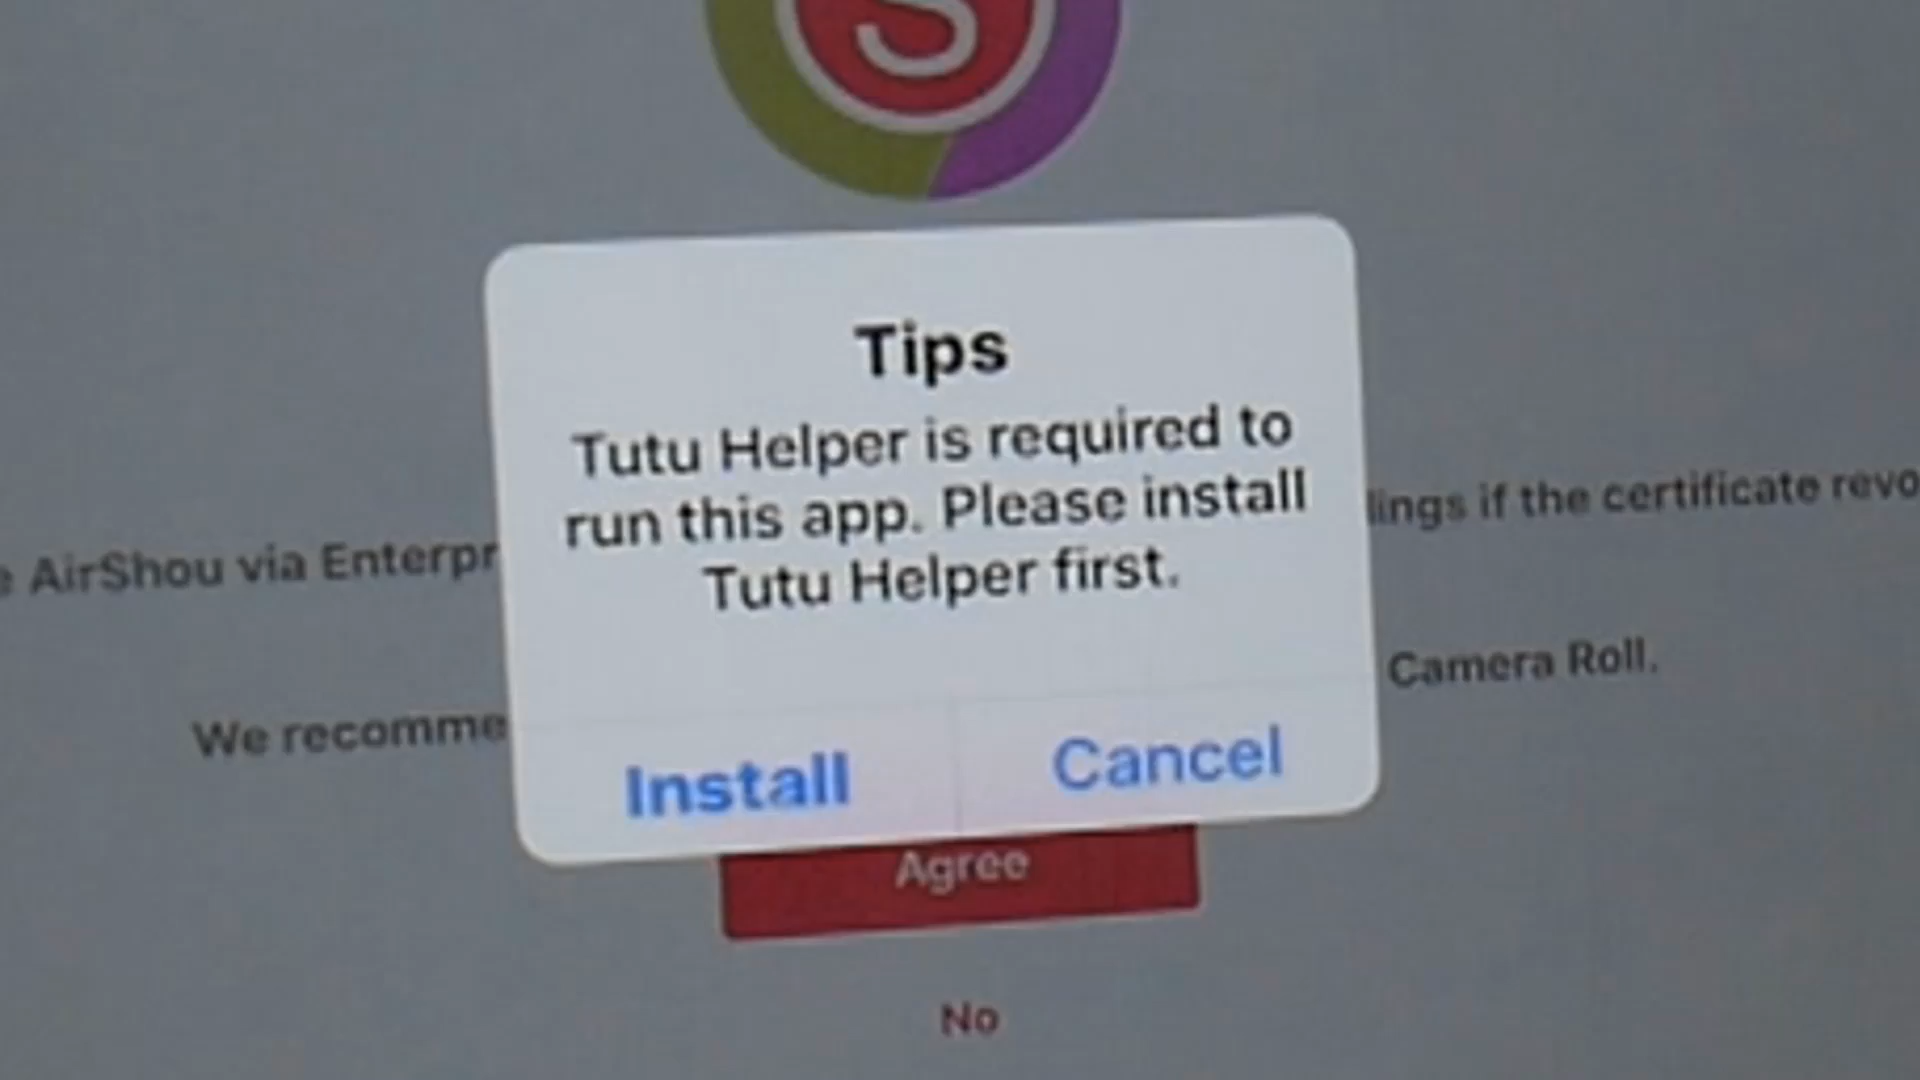 S
Tips
Tutu Helper is required to
run this app. Please install
Tutu Helper first.
AirShou via Enterpr
lings if the certificate revo
We recomme
Camera Roll.
Install
Cancel
Agree
No